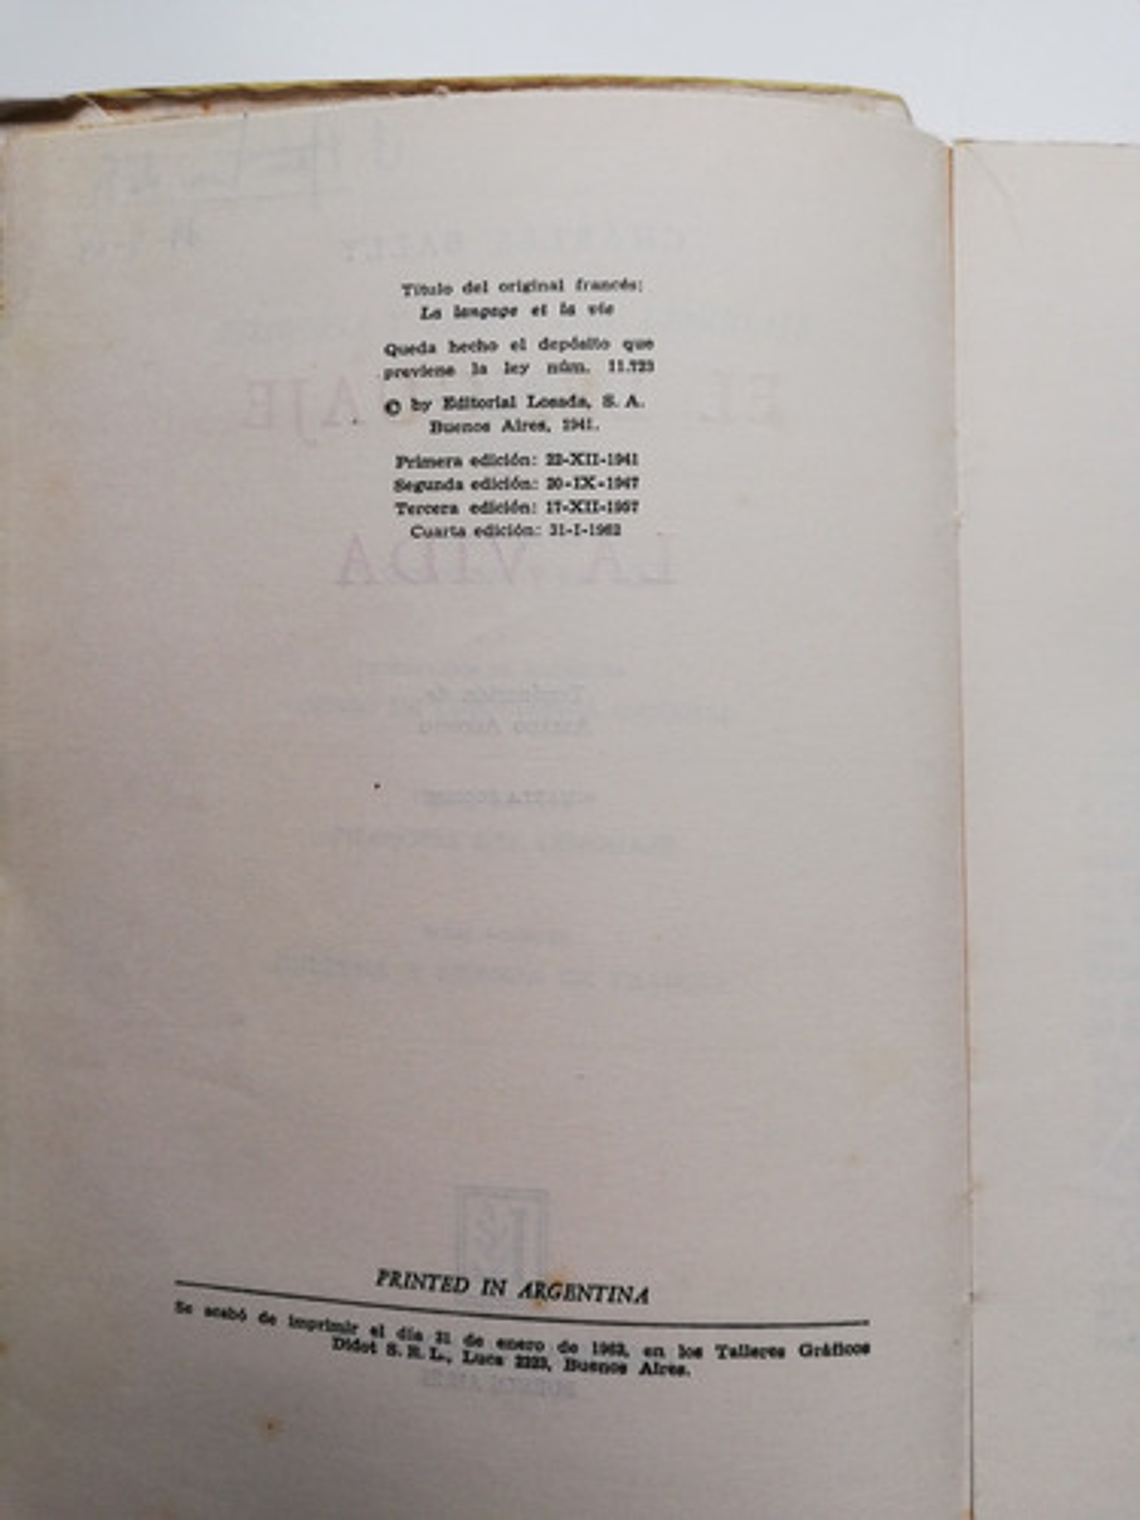 Título del original francés:
La langage et la vie
Queda hecho el depósito que
previene la ley núm. 11.723
© by Editorial Losada, S. A.
Buenos Aires, 1941.
Primera edición: 22-XII-1941
Segunda edición: 20-IX-1947
Tercera edición: 17-XII-1957
Cuarta edición: 31-I-1962
PRINTED IN ARGENTINA
Se acabó de imprimir el día 31 de enero de 1962, en los Talleres Gráficos
Didot S. R. L., Luca 2223, Buenos Aires.